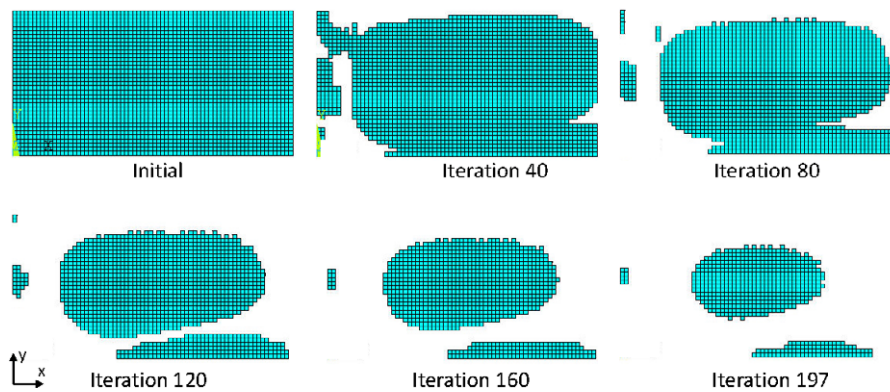 Y
X
Initial
Iteration 40
Iteration 80
y
x
Iteration 120
Iteration 160
Iteration 197